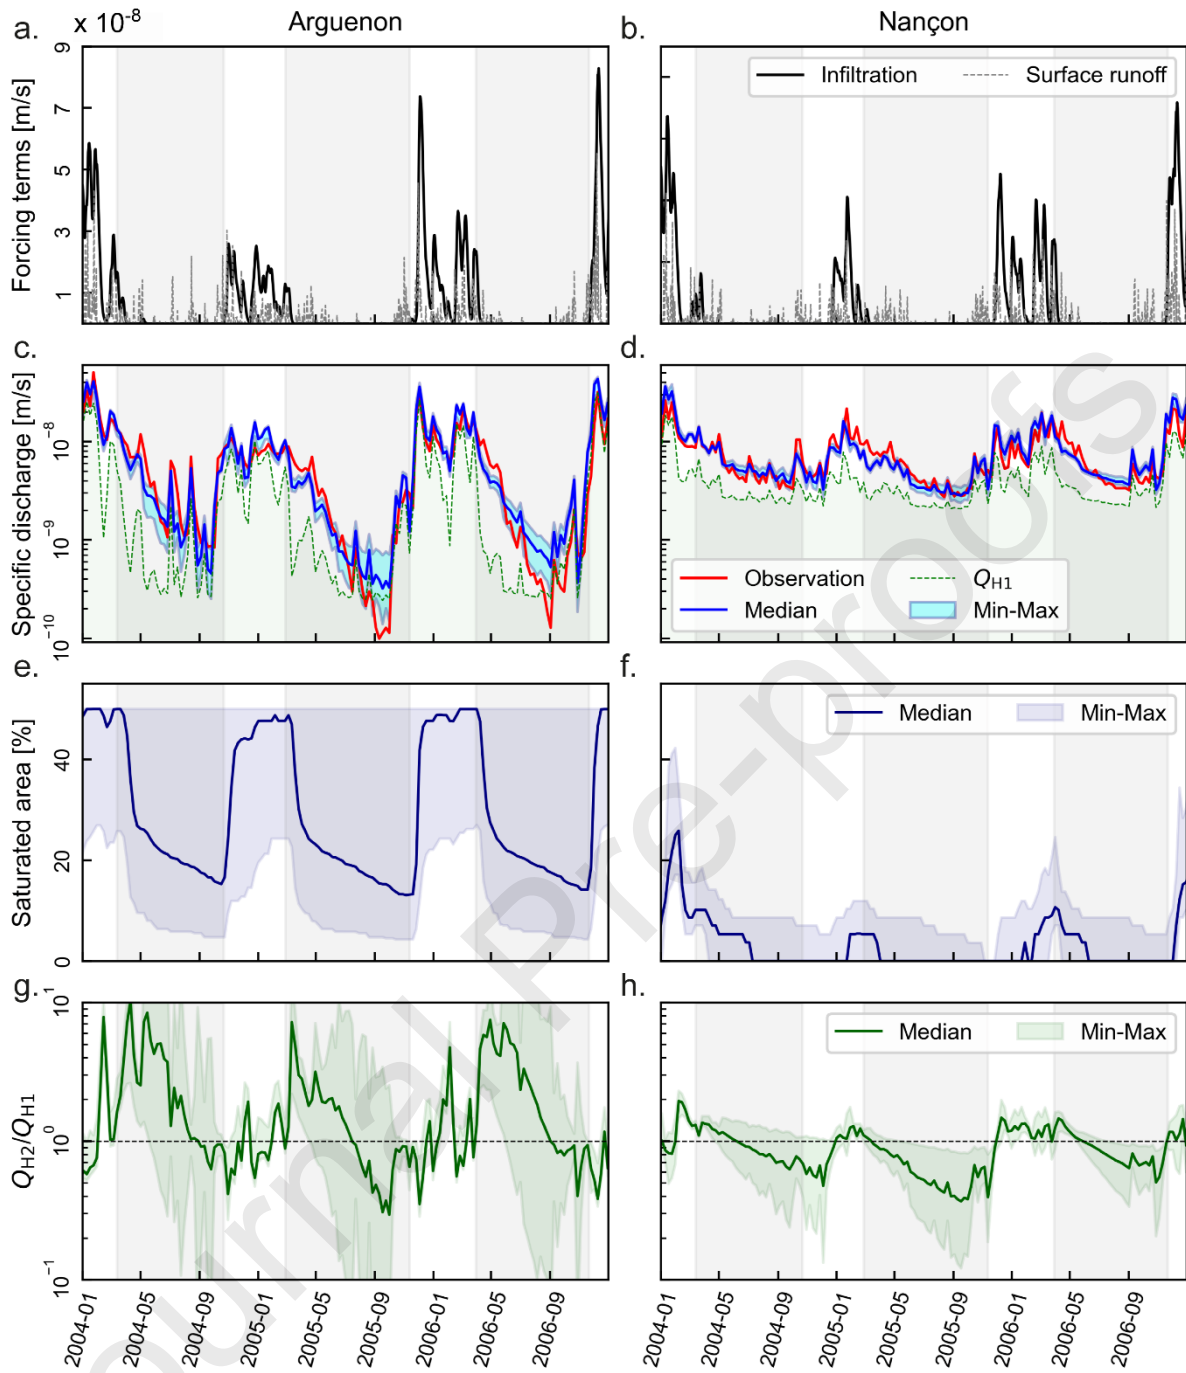 a. x 10-8 Arguenon
b. Nançon
Forcing terms [m/s]
9
7
5
3
1
Infiltration Surface runoff
c.
d.
Specific discharge [m/s]
10-8
10-9
10-10
Observation QH1
Median Min-Max
e.
f.
Saturated area [%]
40
20
0
Median Min-Max
g.
h.
QH2/QH1
10 1
10 0
10-1
Median Min-Max
2004-01
2004-05
2004-09
2005-01
2005-05
2005-09
2006-01
2006-05
2006-09
2004-01
2004-05
2004-09
2005-01
2005-05
2005-09
2006-01
2006-05
2006-09
Journal Pre-proofs